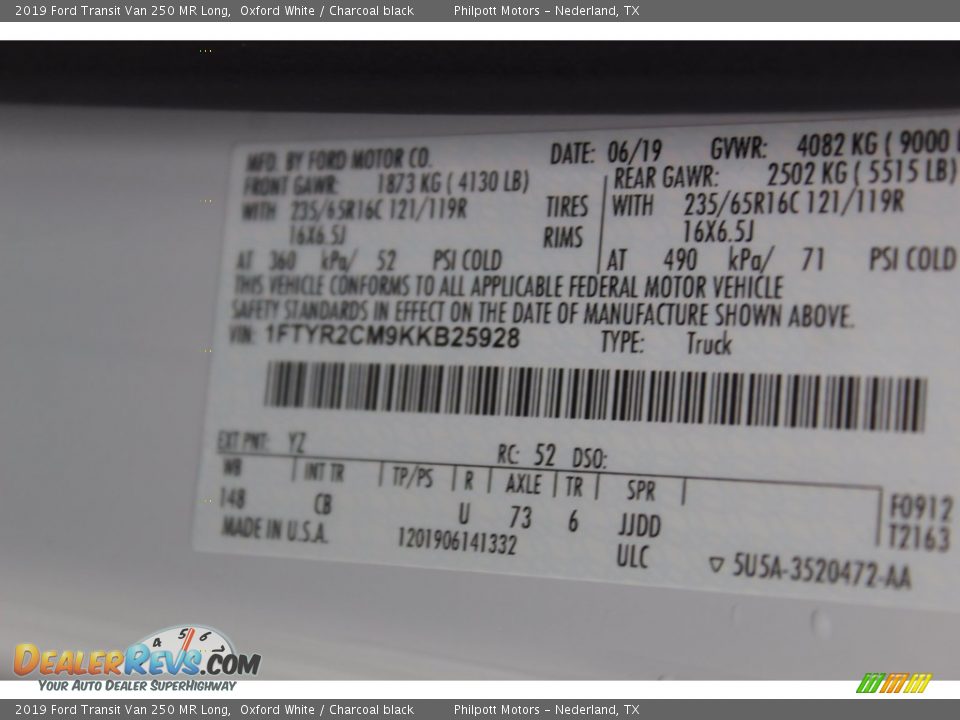 2019 Ford Transit Van 250 MR Long, Oxford White / Charcoal black Philpott Motors – Nederland, TX
MFD. BY FORD MOTOR CO. DATE: 06/19 GVWR: 4082 KG ( 9000
FRONT GAWR: 1873 KG ( 4130 LB) REAR GAWR: 2502 KG ( 5515 LB)
WITH 235/65R16C 121/119R TIRES WITH 235/65R16C 121/119R
16X6.5J RIMS 16X6.5J
AT 360 kPa/ 52 PSI COLD AT 490 kPa/ 71 PSI COLD
THIS VEHICLE CONFORMS TO ALL APPLICABLE FEDERAL MOTOR VEHICLE
SAFETY STANDARDS IN EFFECT ON THE DATE OF MANUFACTURE SHOWN ABOVE.
VIN: 1FTYR2CM9KKB25928 TYPE: Truck
EXT PNT: YZ RC: 52 DSO:
WB INT TR TP/PS R AXLE TR SPR
148 CB U 73 6 JJDD F0912
MADE IN U.S.A. 1201906141332 ULC T2163
▽ 5U5A-3520472-AA
4 5 6 7
DEALERREVS.COM
YOUR AUTO DEALER SUPERHIGHWAY
2019 Ford Transit Van 250 MR Long, Oxford White / Charcoal black Philpott Motors – Nederland, TX